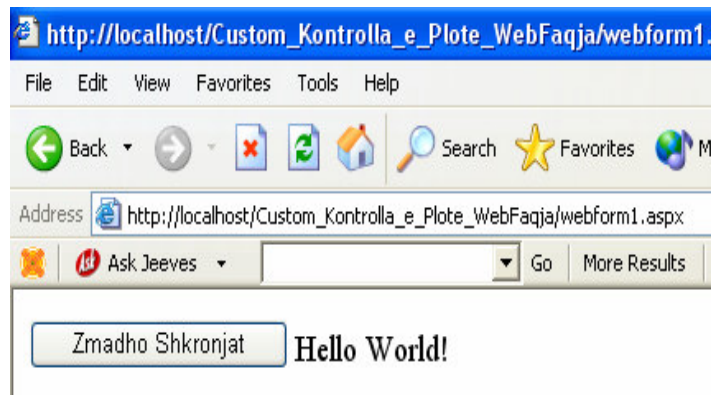 http://localhost/Custom_Kontrolla_e_Plote_WebFaqja/webform1.
File Edit View Favorites Tools Help
Back Search Favorites M
Address http://localhost/Custom_Kontrolla_e_Plote_WebFaqja/webform1.aspx
Ask Ask Jeeves Go More Results
Zmadho Shkronjat Hello World!